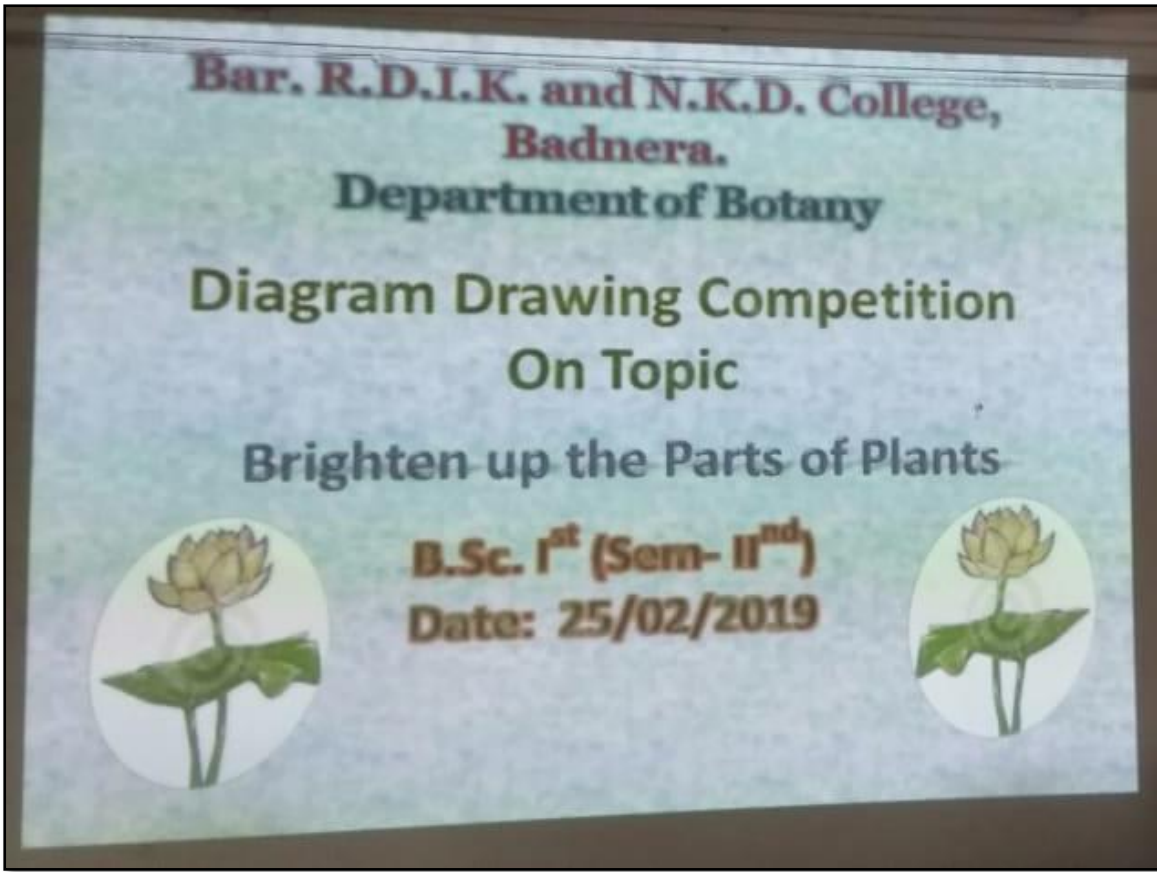 Bar. R.D.I.K. and N.K.D. College,
Badnera.
Department of Botany
Diagram Drawing Competition
On Topic
Brighten up the Parts of Plants
B.Sc. Iˢᵗ (Sem- IIⁿᵈ)
Date: 25/02/2019